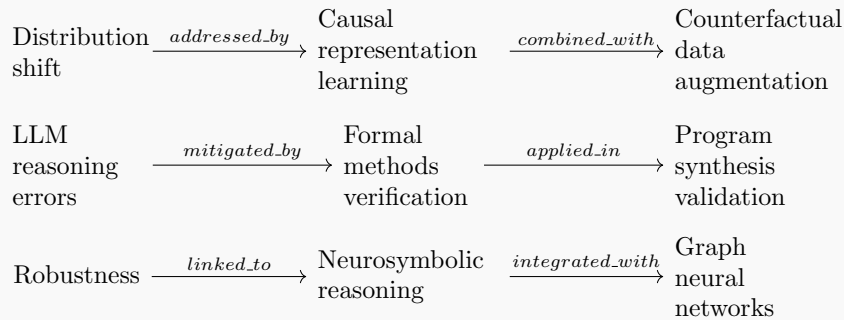 Distribution shift
addressed_by
Causal representation learning
combined_with
Counterfactual data augmentation
LLM reasoning errors
mitigated_by
Formal methods verification
applied_in
Program synthesis validation
Robustness
linked_to
Neurosymbolic reasoning
integrated_with
Graph neural networks